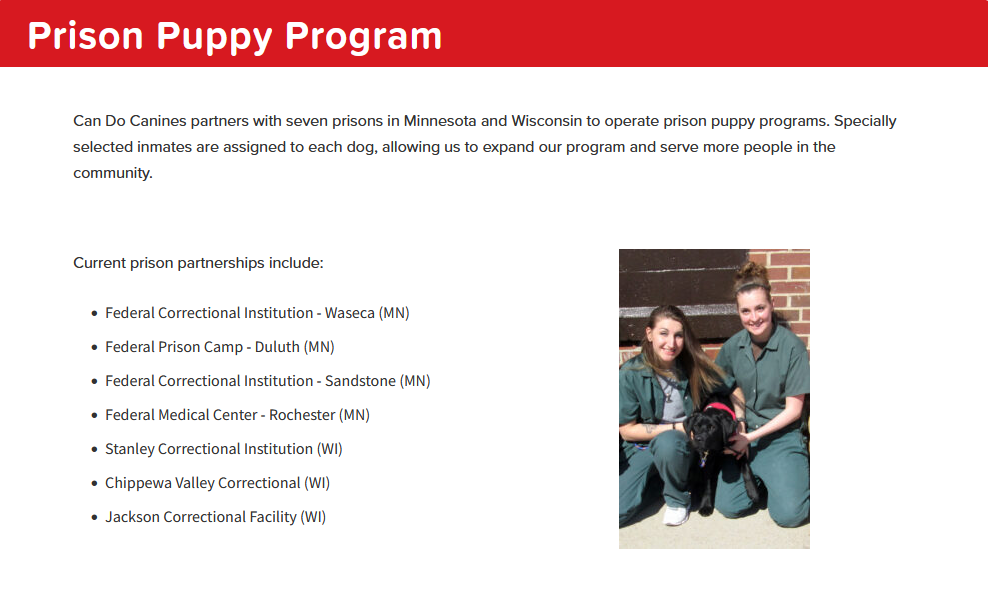 Prison Puppy Program
Can Do Canines partners with seven prisons in Minnesota and Wisconsin to operate prison puppy programs. Specially
selected inmates are assigned to each dog, allowing us to expand our program and serve more people in the
community.
Current prison partnerships include:
• Federal Correctional Institution - Waseca (MN)
• Federal Prison Camp - Duluth (MN)
• Federal Correctional Institution - Sandstone (MN)
• Federal Medical Center - Rochester (MN)
• Stanley Correctional Institution (WI)
• Chippewa Valley Correctional (WI)
• Jackson Correctional Facility (WI)